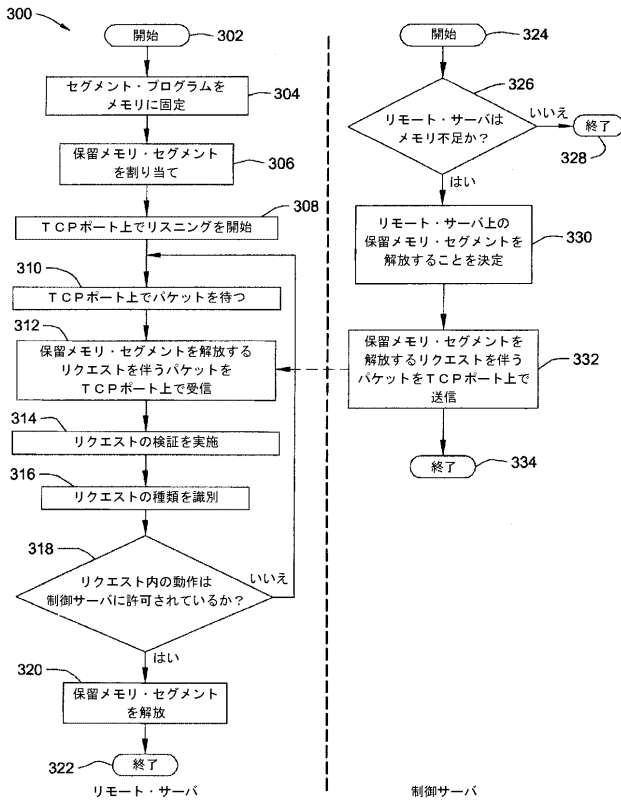 300
開始
302
セグメント・プログラムを
メモリに固定
304
保留メモリ・セグメント
を割り当て
306
308
TCPポート上でリスニングを開始
310
TCPポート上でパケットを待つ
312
保留メモリ・セグメントを解放する
リクエストを伴うパケットを
TCPポート上で受信
314
リクエストの検証を実施
316
リクエストの種類を識別
318
リクエスト内の動作は
制御サーバに許可されているか？
いいえ
はい
320
保留メモリ・セグメント
を解放
322
終了
リモート・サーバ
開始
324
326
リモート・サーバは
メモリ不足か？
いいえ
終了
328
はい
リモート・サーバ上の
保留メモリ・セグメントを
解放することを決定
330
保留メモリ・セグメントを
解放するリクエストを伴う
パケットをTCPポート上で
送信
332
終了
334
制御サーバ